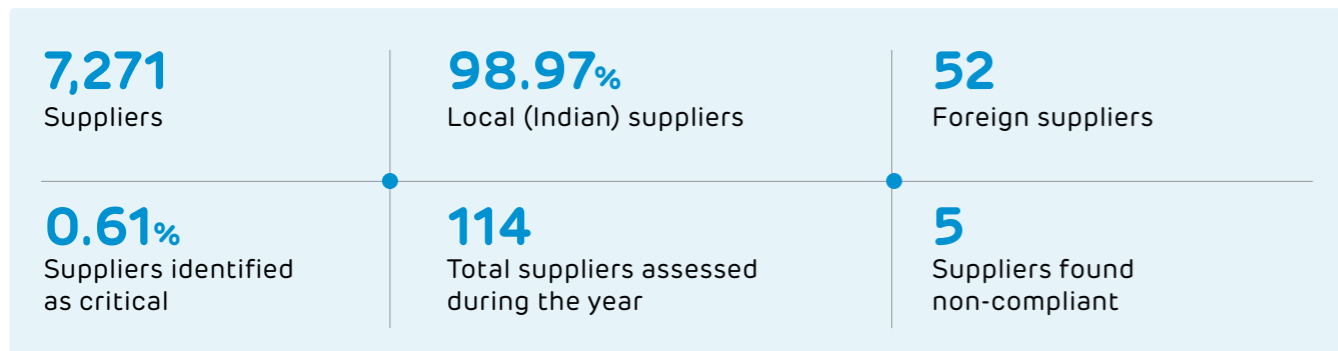 7,271
Suppliers
98.97%
Local (Indian) suppliers
52
Foreign suppliers
0.61%
Suppliers identified
as critical
114
Total suppliers assessed
during the year
5
Suppliers found
non-compliant